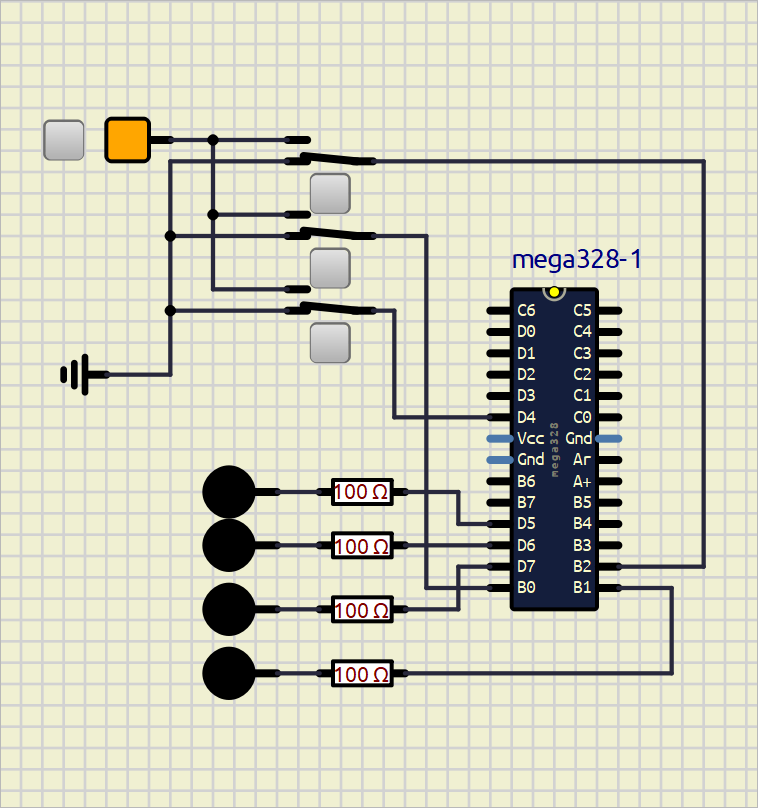 mega328-1
C6 C5
D0 C4
D1 C3
D2 C2
D3 C1
D4 C0
Vcc Gnd
Gnd Ar
B6 A+
B7 B5
D5 B4
D6 B3
D7 B2
B0 B1
mega328
100 Ω
100 Ω
100 Ω
100 Ω